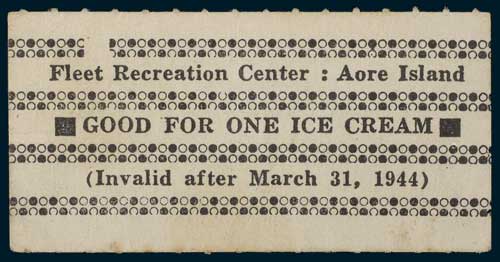 Fleet Recreation Center : Aore Island
GOOD FOR ONE ICE CREAM
(Invalid after March 31, 1944)